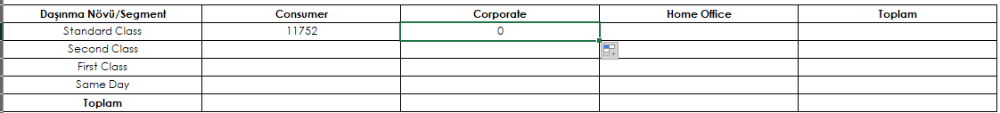 Daşınma Növü/Segment Consumer Corporate Home Office Toplam
Standard Class 11752 0
Second Class
First Class
Same Day
Toplam